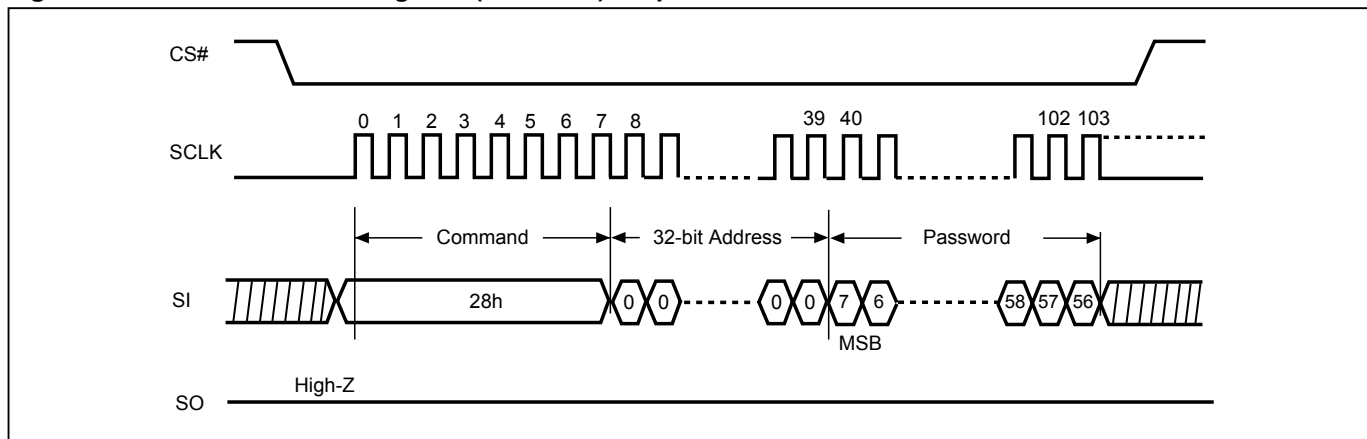 CS#
0 1 2 3 4 5 6 7 8 39 40 102 103
SCLK
Command 32-bit Address Password
SI 28h 0 0 0 0 7 6 58 57 56
MSB
High-Z
SO